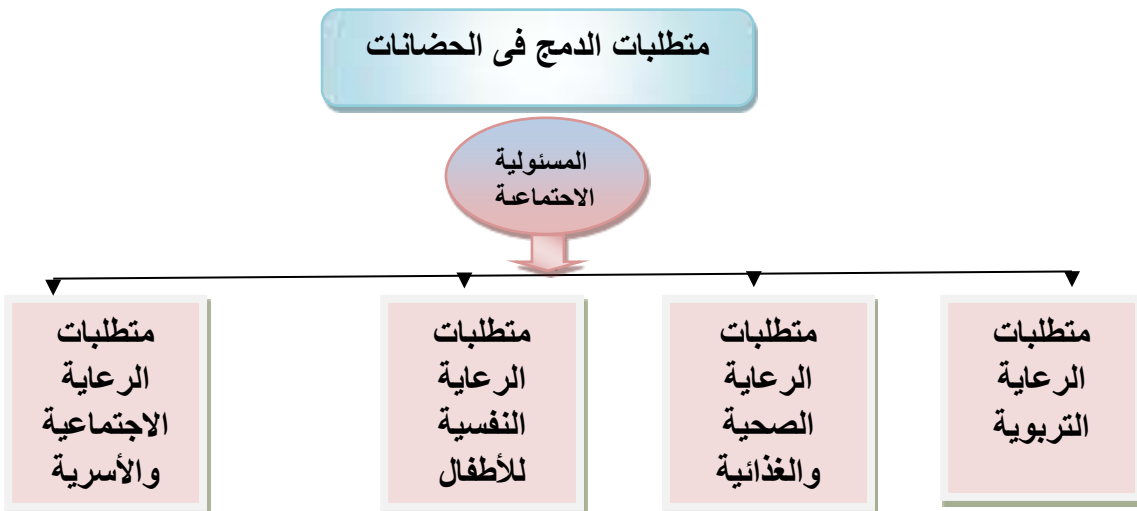 متطلبات الدمج فى الحضانات
المسئولية
الاجتماعية
متطلبات
الرعاية
التربوية
متطلبات
الرعاية
الصحية
والغذائية
متطلبات
الرعاية
النفسية
للأطفال
متطلبات
الرعاية
الاجتماعية
والأسرية